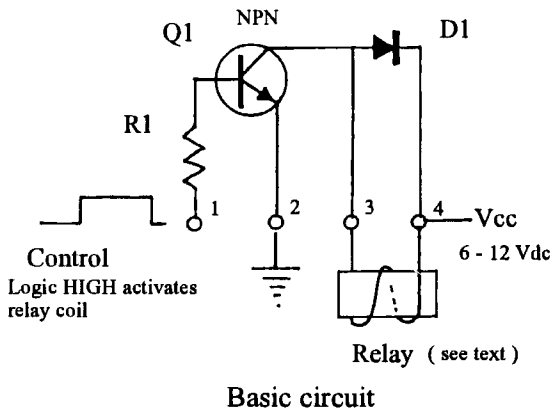 NPN
Q1
D1
R1
1
2
3
4
Vcc
6 - 12 Vdc
Control
Logic HIGH activates
relay coil
Relay ( see text )
Basic circuit